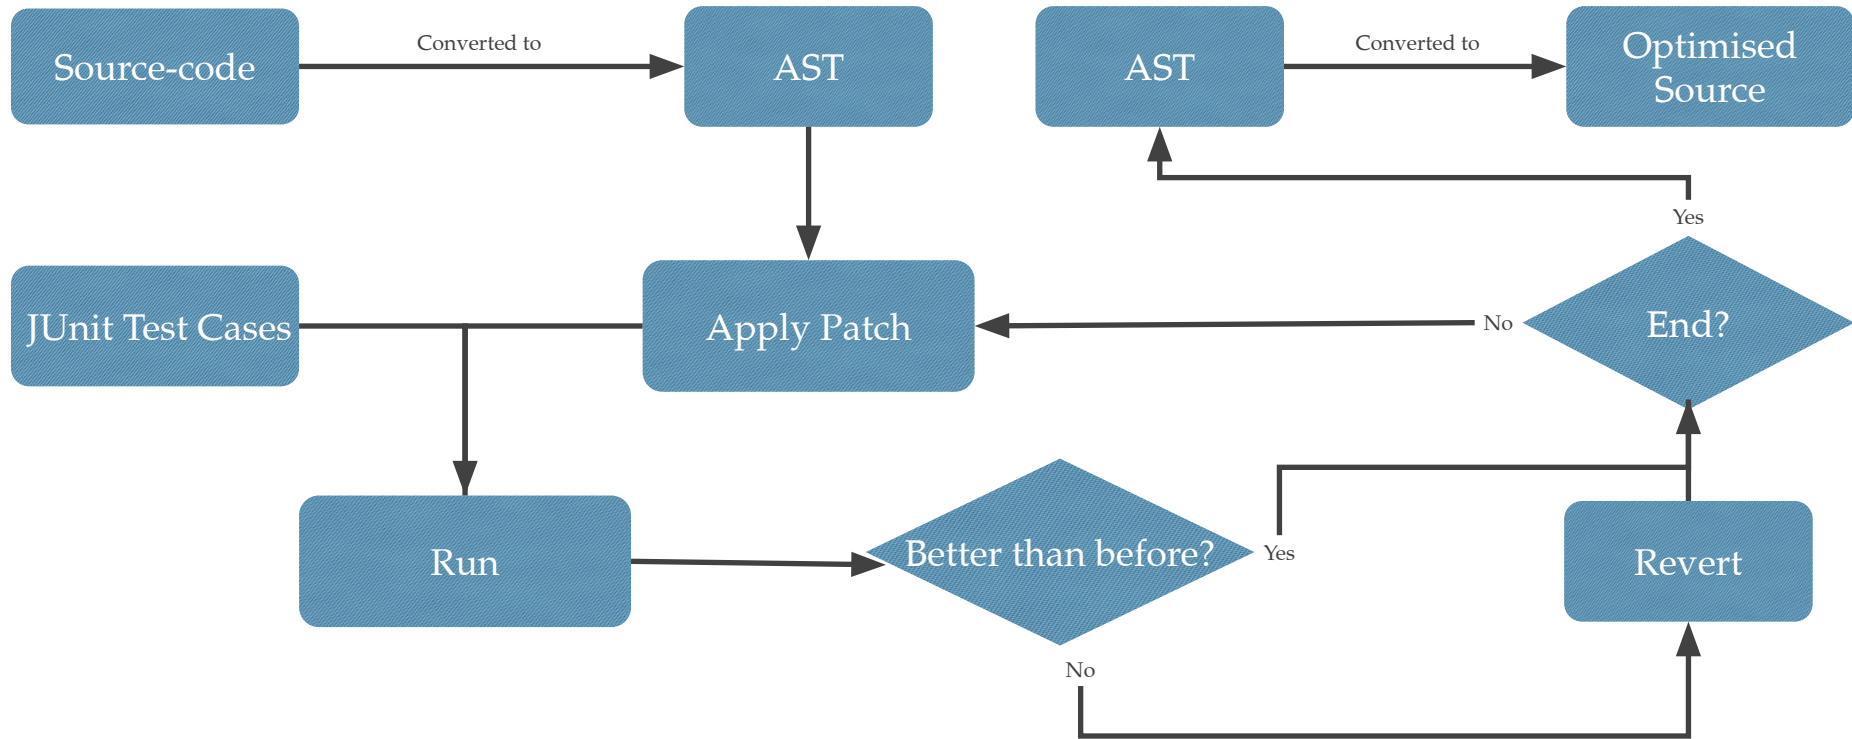 Source-code
Converted to
AST
AST
Converted to
Optimised
Source
Yes
JUnit Test Cases
Apply Patch
No
End?
Run
Better than before?
Yes
Revert
No